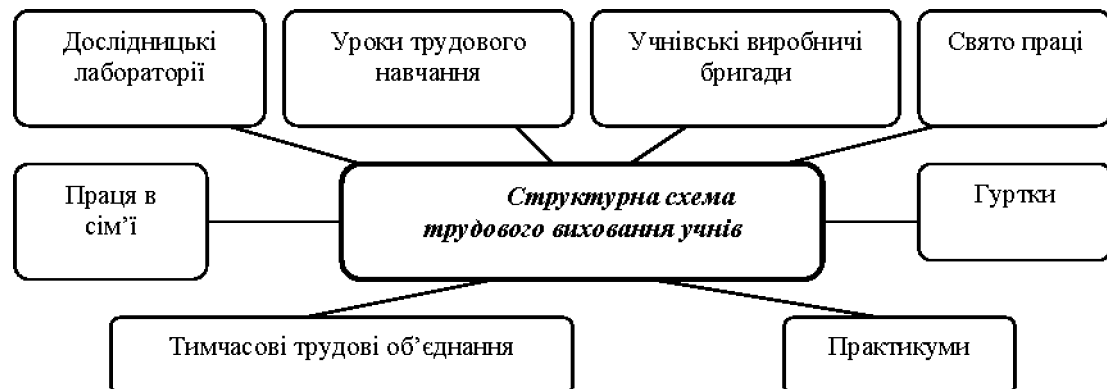 Дослідницькі
лабораторії
Уроки трудового
навчання
Учнівські виробничі
бригади
Свято праці
Праця в
сім’ї
Структурна схема
трудового виховання учнів
Гуртки
Тимчасові трудові об’єднання
Практикуми